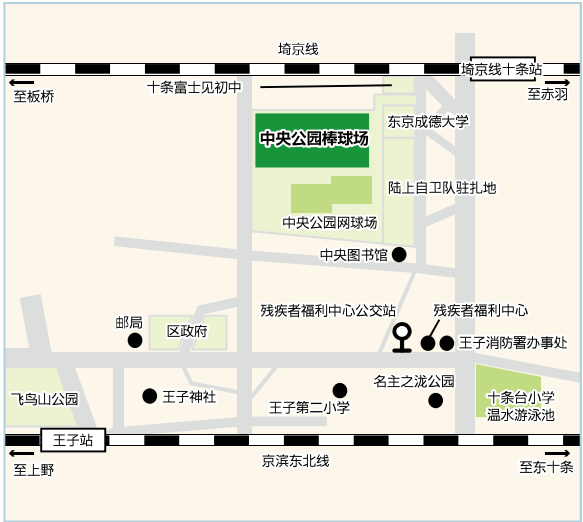 埼京线
埼京线十条站
至板桥
十条富士见初中
至赤羽
东京成德大学
中央公园棒球场
陆上自卫队驻扎地
中央公园网球场
中央图书馆
残疾者福利中心公交站
残疾者福利中心
邮局
区政府
王子消防署办事处
名主之泷公园
飞鸟山公园
王子神社
王子第二小学
十条台小学
温水游泳池
王子站
京滨东北线
至上野
至东十条